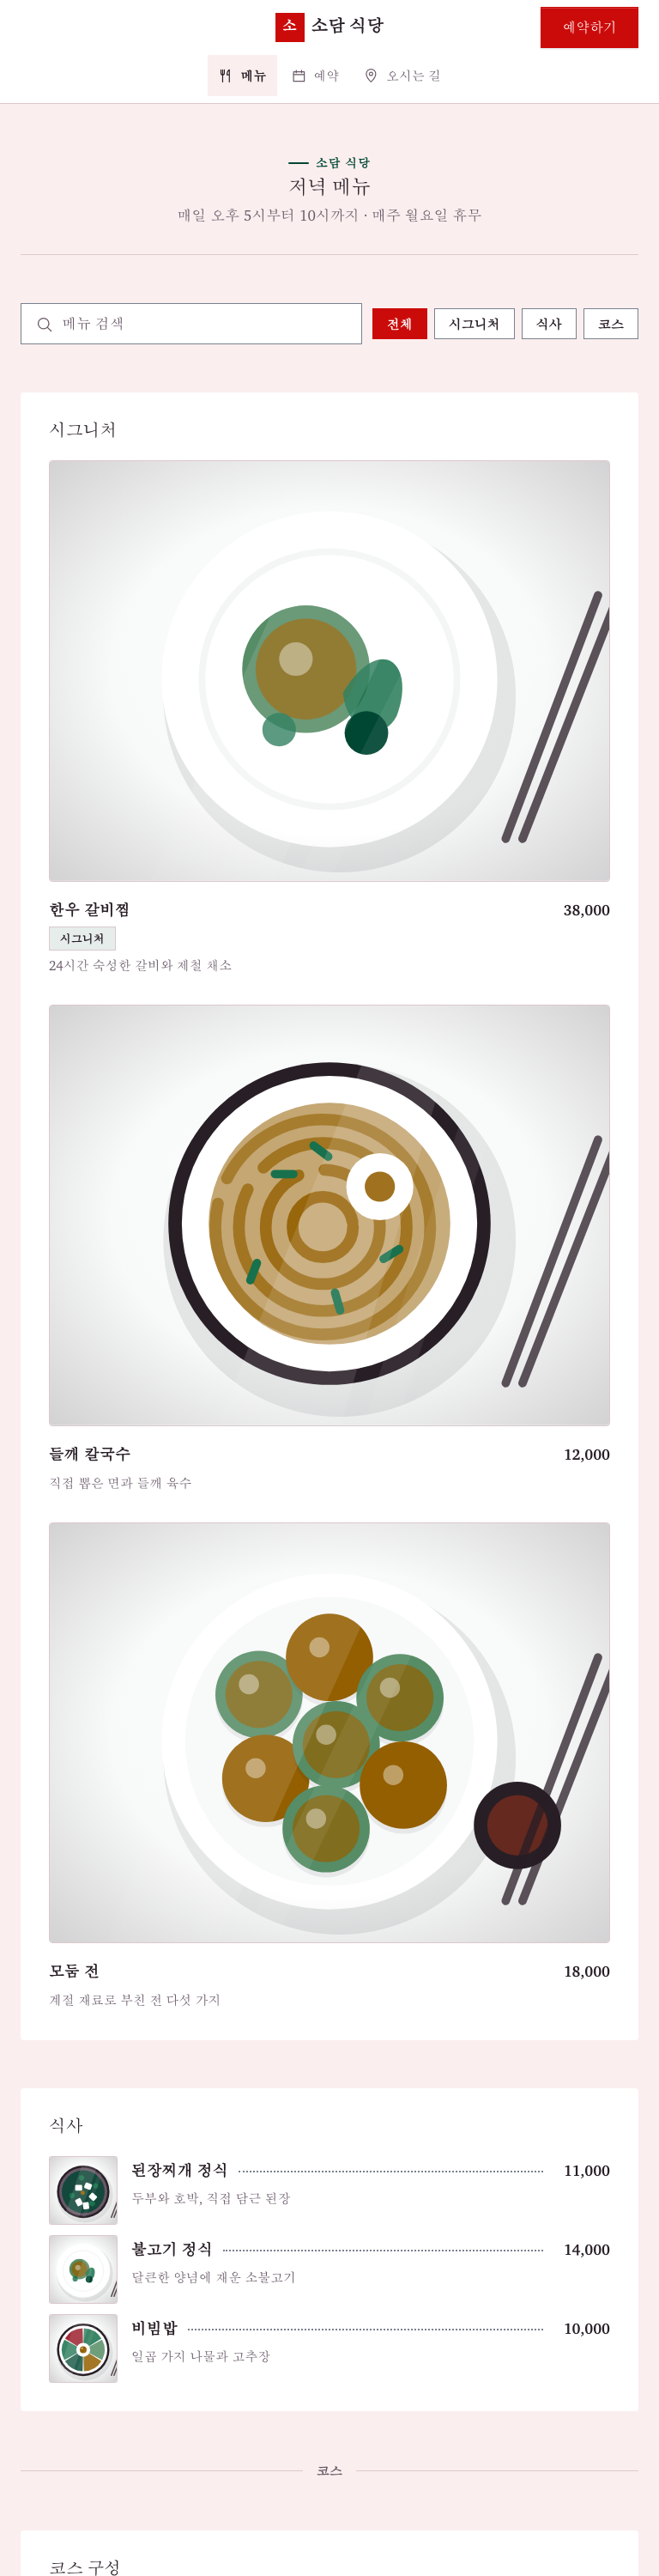 소 소담 식당
예약하기
메뉴 예약 오시는 길
소담 식당
저녁 메뉴
매일 오후 5시부터 10시까지 · 매주 월요일 휴무
메뉴 검색
전체 시그니처 식사 코스
시그니처
한우 갈비찜 38,000
시그니처
24시간 숙성한 갈비와 제철 채소
들깨 칼국수 12,000
직접 뽑은 면과 들깨 육수
모둠 전 18,000
계절 재료로 부친 전 다섯 가지
식사
된장찌개 정식 11,000
두부와 호박, 직접 담근 된장
불고기 정식 14,000
달큰한 양념에 재운 소불고기
비빔밥 10,000
일곱 가지 나물과 고추장
코스
코스 구성